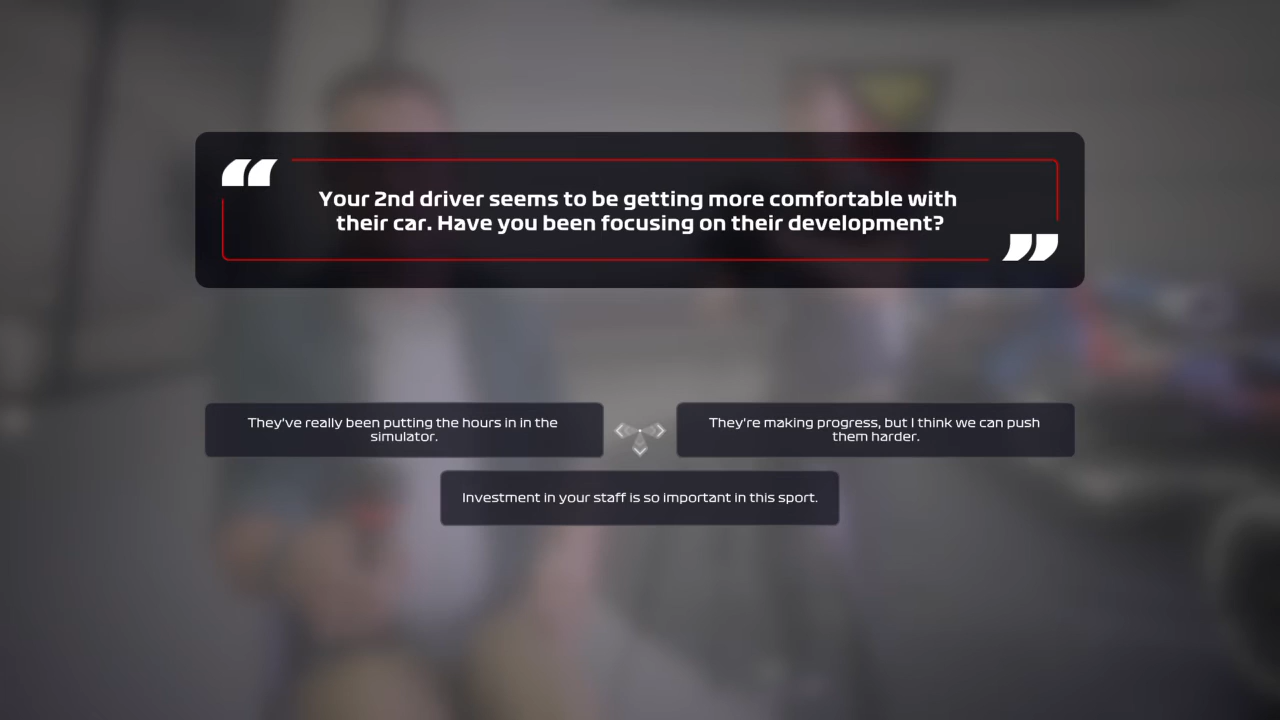 Your 2nd driver seems to be getting more comfortable with
their car. Have you been focusing on their development?
They've really been putting the hours in in the
simulator.
They're making progress, but I think we can push
them harder.
Investment in your staff is so important in this sport.